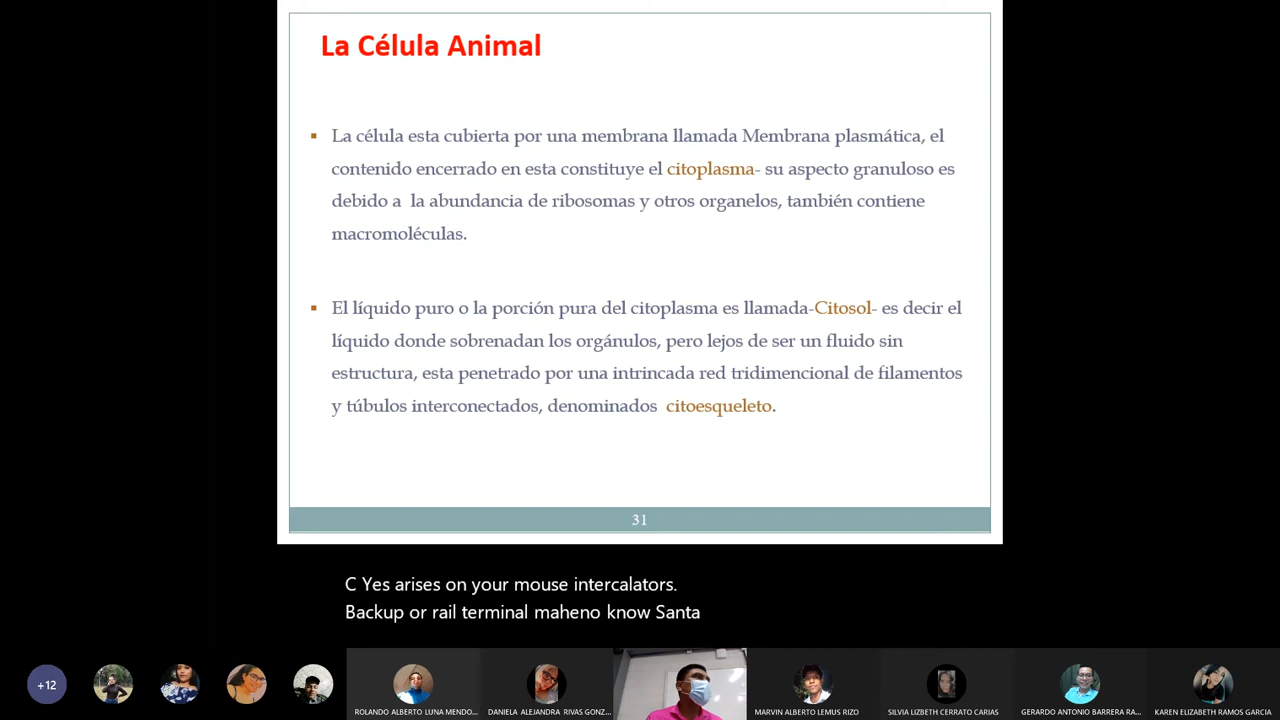 La Célula Animal
▪ La célula esta cubierta por una membrana llamada Membrana plasmática, el
contenido encerrado en esta constituye el citoplasma- su aspecto granuloso es
debido a la abundancia de ribosomas y otros organelos, también contiene
macromoléculas.
▪ El líquido puro o la porción pura del citoplasma es llamada-Citosol- es decir el
líquido donde sobrenadan los orgánulos, pero lejos de ser un fluido sin
estructura, esta penetrado por una intrincada red tridimencional de filamentos
y túbulos interconectados, denominados citoesqueleto.
31
C Yes arises on your mouse intercalators.
Backup or rail terminal maheno know Santa
+12
ROLANDO ALBERTO LUNA MENDO...
DANIELA ALEJANDRA RIVAS GONZ...
MARVIN ALBERTO LEMUS RIZO
SILVIA LIZBETH CERRATO CARIAS
GERARDO ANTONIO BARRERA RA...
KAREN ELIZABETH RAMOS GARCIA